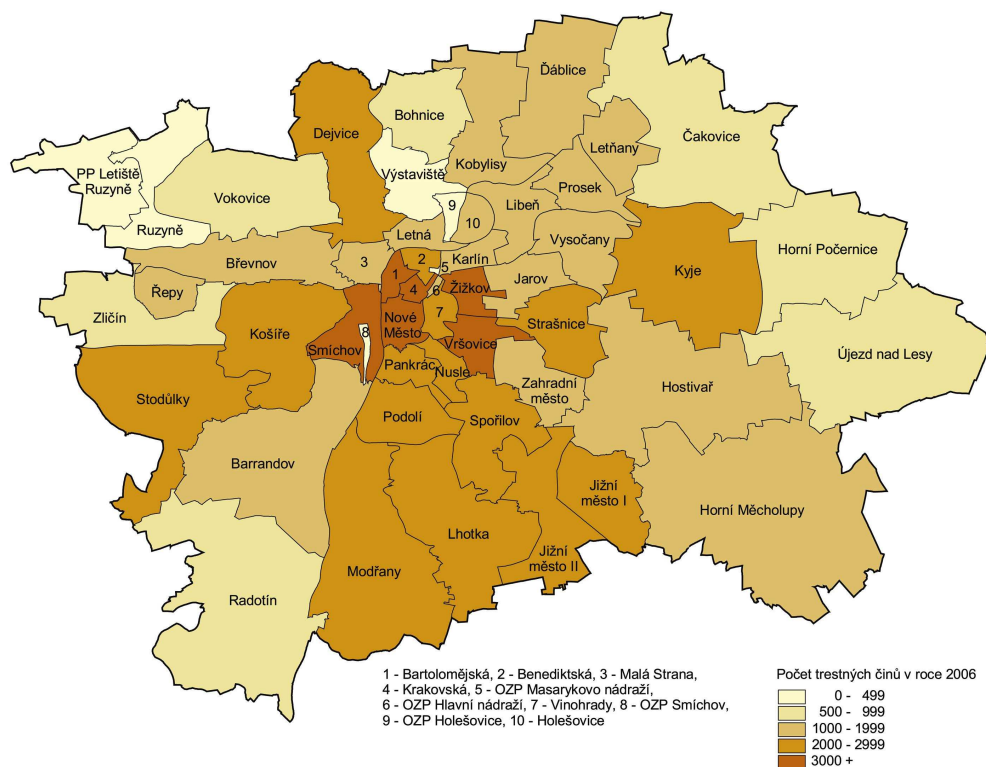 Ďáblice
Bohnice
Dejvice
Čakovice
Letňany
Kobylisy
PP Letiště
Ruzyně
Výstaviště
Prosek
Vokovice
9
Libeň
10
Ruzyně
Letná
Vysočany
Horní Počernice
Břevnov
3
2
Karlín
5
1
Kyje
Jarov
Řepy
4
6
Žižkov
Zličín
7
Nové
Město
Košíře
8
Strašnice
Smíchov
Vršovice
Újezd nad Lesy
Pankrác
Nusle
Zahradní
město
Hostivař
Stodůlky
Podolí
Spořilov
Barrandov
Jižní
město I
Horní Měcholupy
Lhotka
Jižní
město II
Modřany
Radotín
1 - Bartolomějská, 2 - Benediktská, 3 - Malá Strana,
4 - Krakovská, 5 - OZP Masarykovo nádraží,
6 - OZP Hlavní nádraží, 7 - Vinohrady, 8 - OZP Smíchov,
9 - OZP Holešovice, 10 - Holešovice
Počet trestných činů v roce 2006
0 - 499
500 - 999
1000 - 1999
2000 - 2999
3000 +